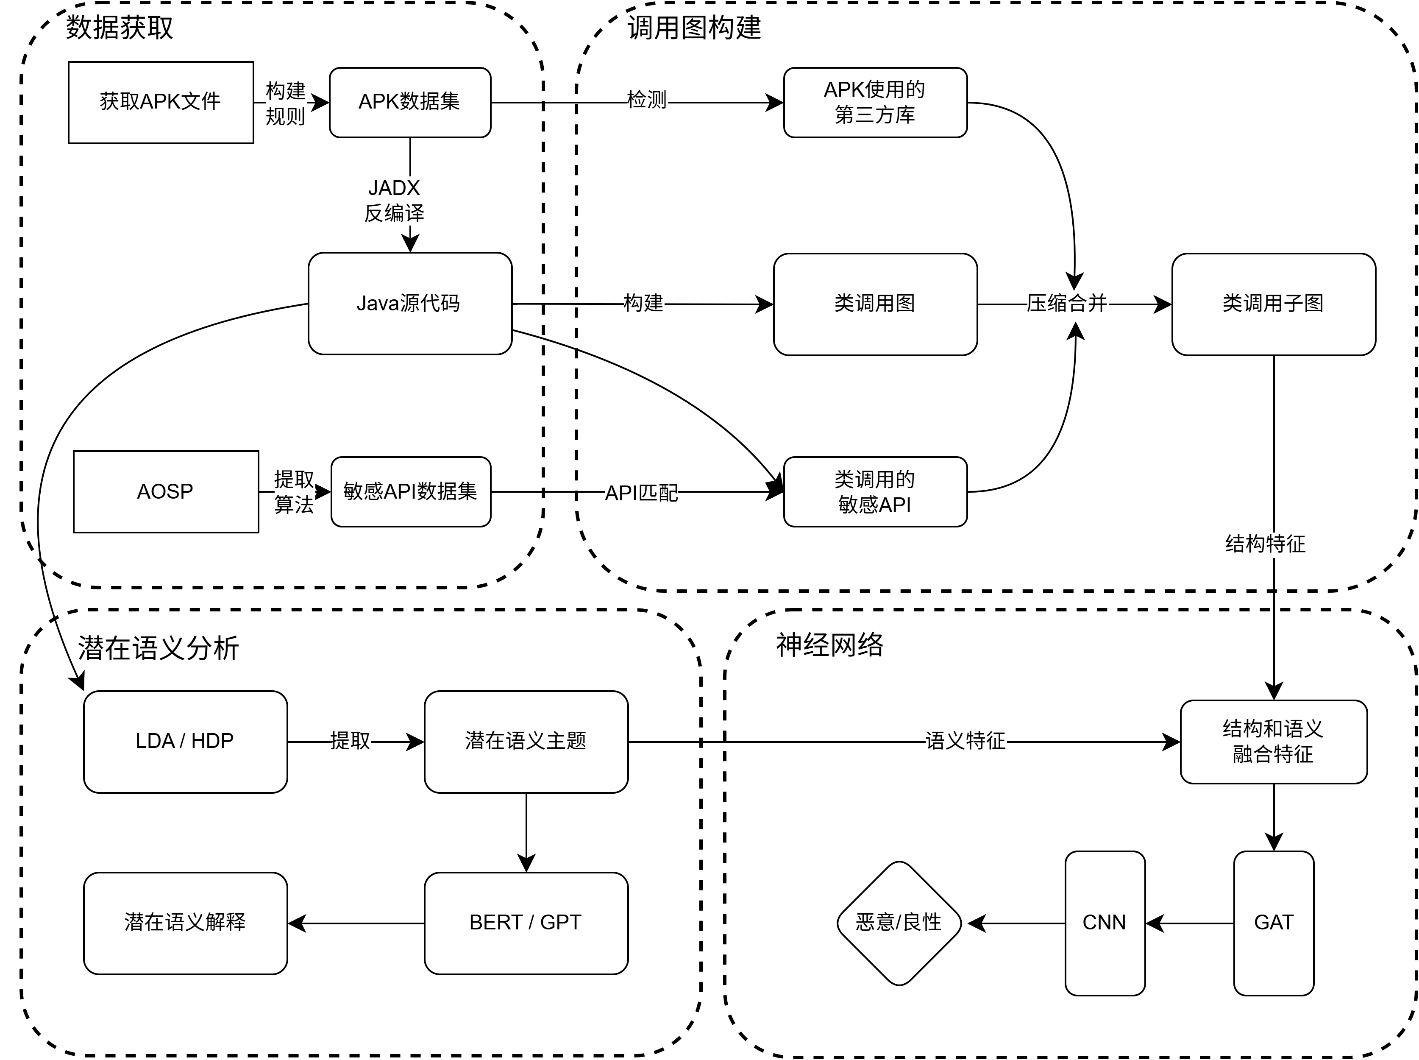 数据获取
获取APK文件
构建
规则
APK数据集
JADX
反编译
Java源代码
AOSP
提取
算法
敏感API数据集
调用图构建
检测
APK使用的
第三方库
构建
类调用图
压缩合并
类调用子图
API匹配
类调用的
敏感API
结构特征
潜在语义分析
LDA / HDP
提取
潜在语义主题
BERT / GPT
潜在语义解释
神经网络
语义特征
结构和语义
融合特征
GAT
CNN
恶意/良性